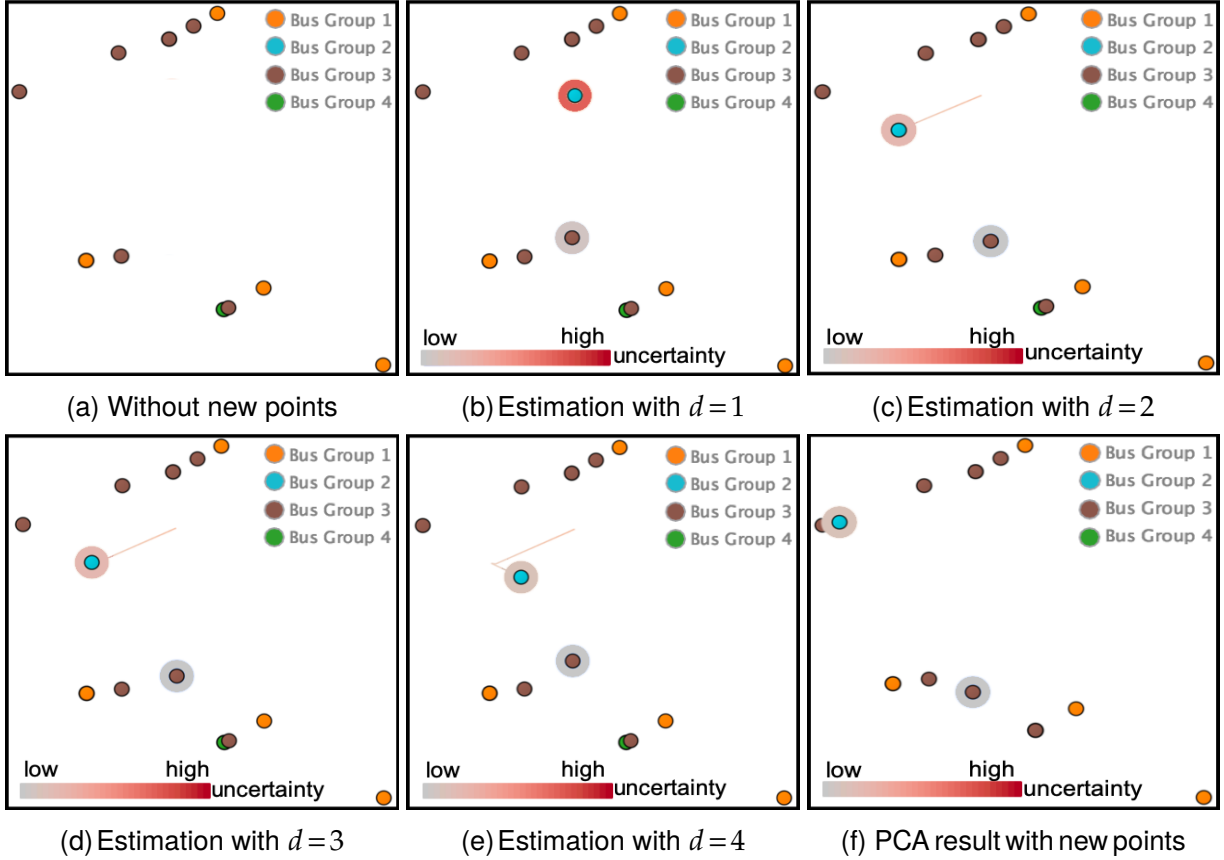 Bus Group 1
Bus Group 2
Bus Group 3
Bus Group 4
(a) Without new points
Bus Group 1
Bus Group 2
Bus Group 3
Bus Group 4
low high
uncertainty
(b) Estimation with d=1
Bus Group 1
Bus Group 2
Bus Group 3
Bus Group 4
low high
uncertainty
(c) Estimation with d=2
Bus Group 1
Bus Group 2
Bus Group 3
Bus Group 4
low high
uncertainty
(d) Estimation with d=3
Bus Group 1
Bus Group 2
Bus Group 3
Bus Group 4
low high
uncertainty
(e) Estimation with d=4
Bus Group 1
Bus Group 2
Bus Group 3
Bus Group 4
low high
uncertainty
(f) PCA result with new points